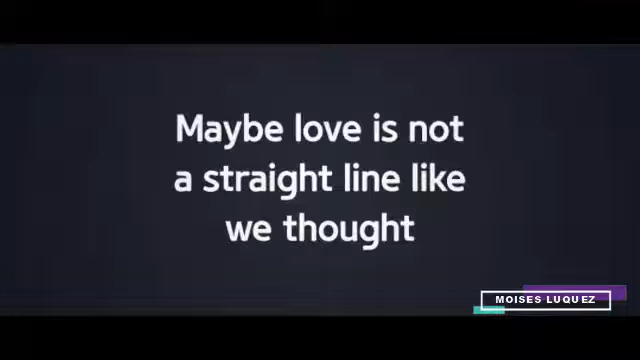 Maybe love is not
a straight line like
we thought
MOISES LUQUEZ